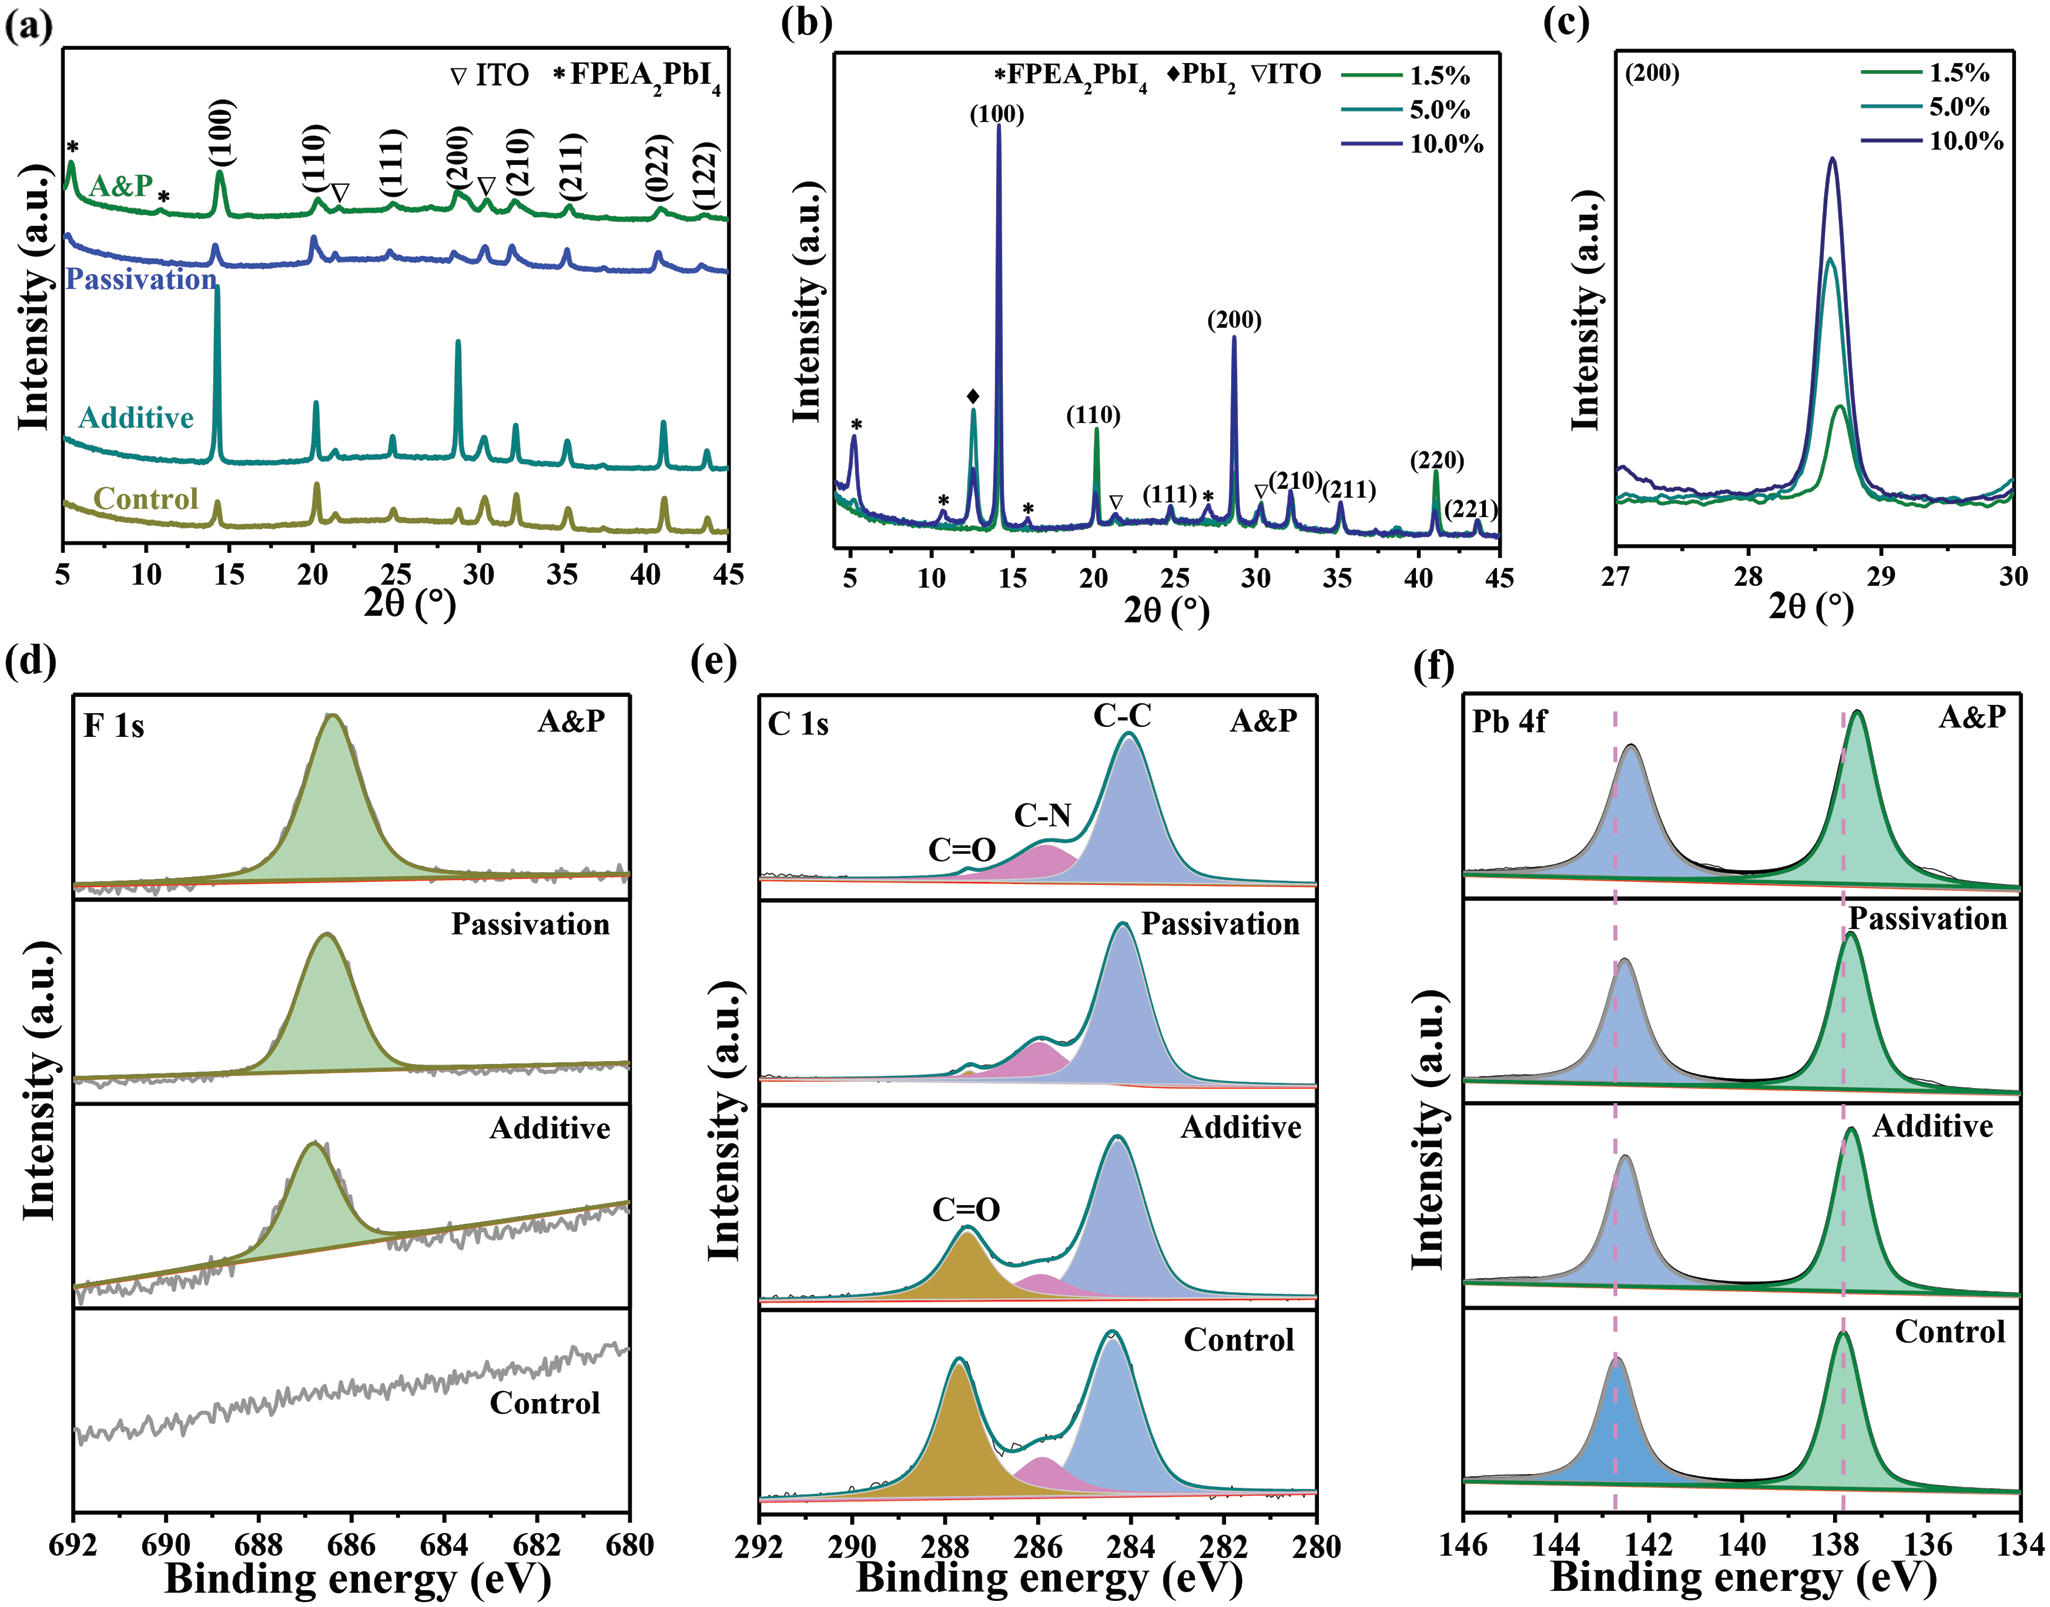 (a)
▽ ITO * FPEA2PbI4
*
A&P
*
(100)
(110)
▽
(111)
(200)
▽
(210)
(211)
(022)
(122)
Passivation
Additive
Control
Intensity (a.u.)
5 10 15 20 25 30 35 40 45
2θ (°)
(b)
*FPEA2PbI4 ♦PbI2 ▽ITO
1.5%
5.0%
10.0%
(100)
*
♦
*
*
(110)
▽
(111)
*
(200)
▽
(210)
(211)
(220)
(221)
Intensity (a.u.)
5 10 15 20 25 30 35 40 45
2θ (°)
(c)
(200)
1.5%
5.0%
10.0%
Intensity (a.u.)
27 28 29 30
2θ (°)
(d)
F 1s
A&P
Passivation
Additive
Control
Intensity (a.u.)
692 690 688 686 684 682 680
Binding energy (eV)
(e)
C 1s
C-C
A&P
C-N
C=O
Passivation
Additive
C=O
Control
Intensity (a.u.)
292 290 288 286 284 282 280
Binding energy (eV)
(f)
Pb 4f
A&P
Passivation
Additive
Control
Intensity (a.u.)
146 144 142 140 138 136 134
Binding energy (eV)